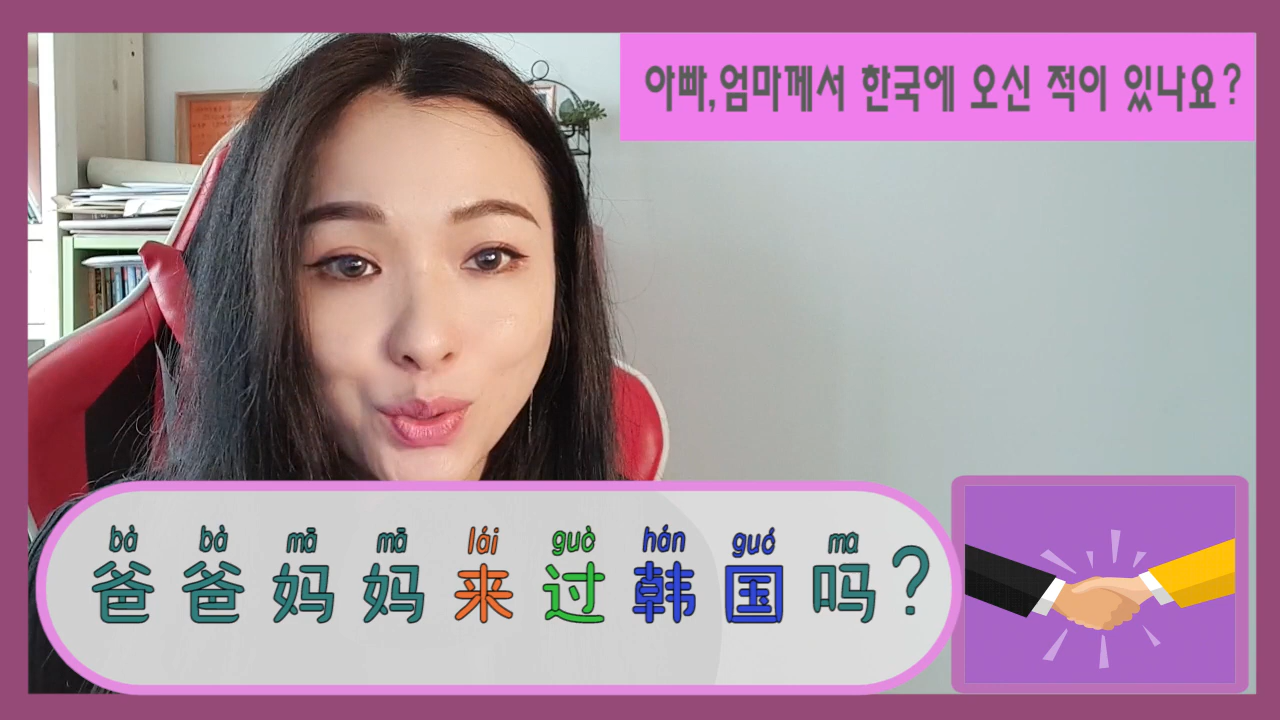 아빠,엄마께서 한국에 오신 적이 있나요?
bà bà mā mā lái guò hán guó ma
爸爸妈妈来过韩国吗?